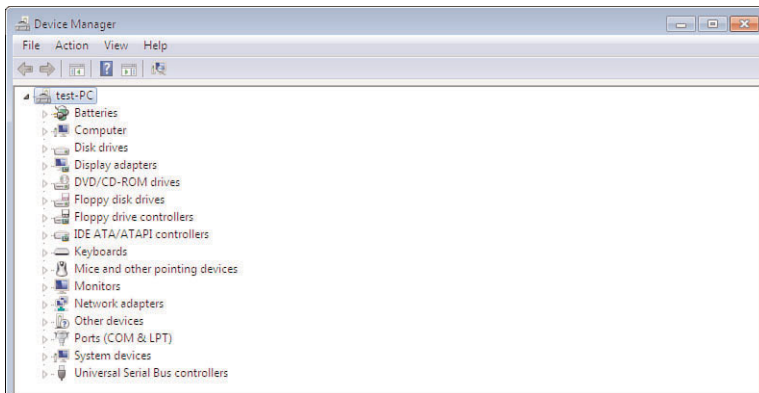 Device Manager
File Action View Help
test-PC
Batteries
Computer
Disk drives
Display adapters
DVD/CD-ROM drives
Floppy disk drives
Floppy drive controllers
IDE ATA/ATAPI controllers
Keyboards
Mice and other pointing devices
Monitors
Network adapters
Other devices
Ports (COM & LPT)
System devices
Universal Serial Bus controllers